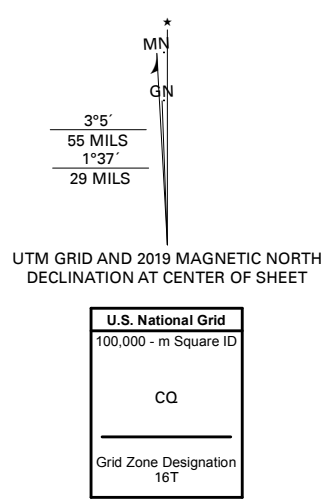 MN
GN
3°5´
55 MILS
1°37´
29 MILS
UTM GRID AND 2019 MAGNETIC NORTH
DECLINATION AT CENTER OF SHEET
U.S. National Grid
100,000 - m Square ID
CQ
Grid Zone Designation
16T